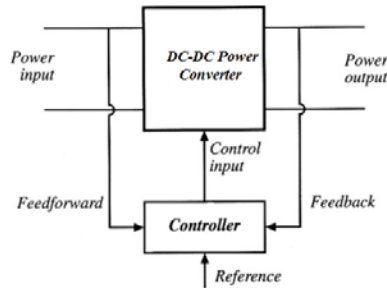 DC-DC Power
Converter
Power
input
Power
output
Control
input
Feedforward
Controller
Feedback
Reference